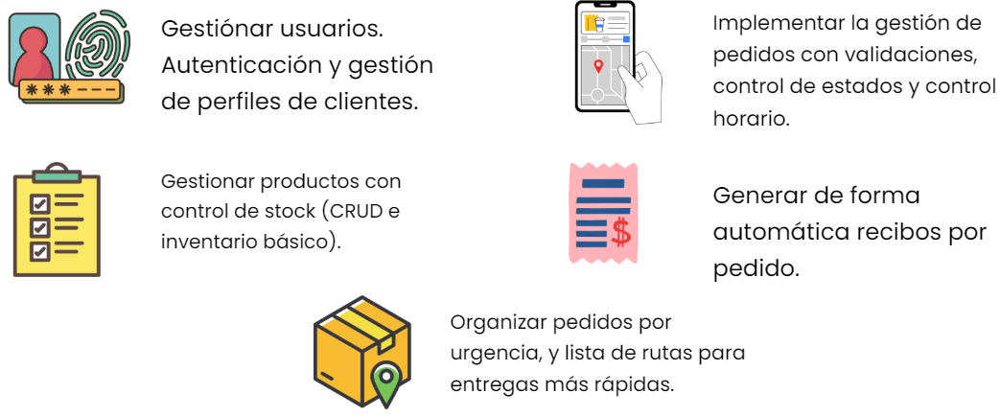 Gestiónar usuarios.
Autenticación y gestión
de perfiles de clientes.
Implementar la gestión de
pedidos con validaciones,
control de estados y control
horario.
Gestionar productos con
control de stock (CRUD e
inventario básico).
Generar de forma
automática recibos por
pedido.
Organizar pedidos por
urgencia, y lista de rutas para
entregas más rápidas.